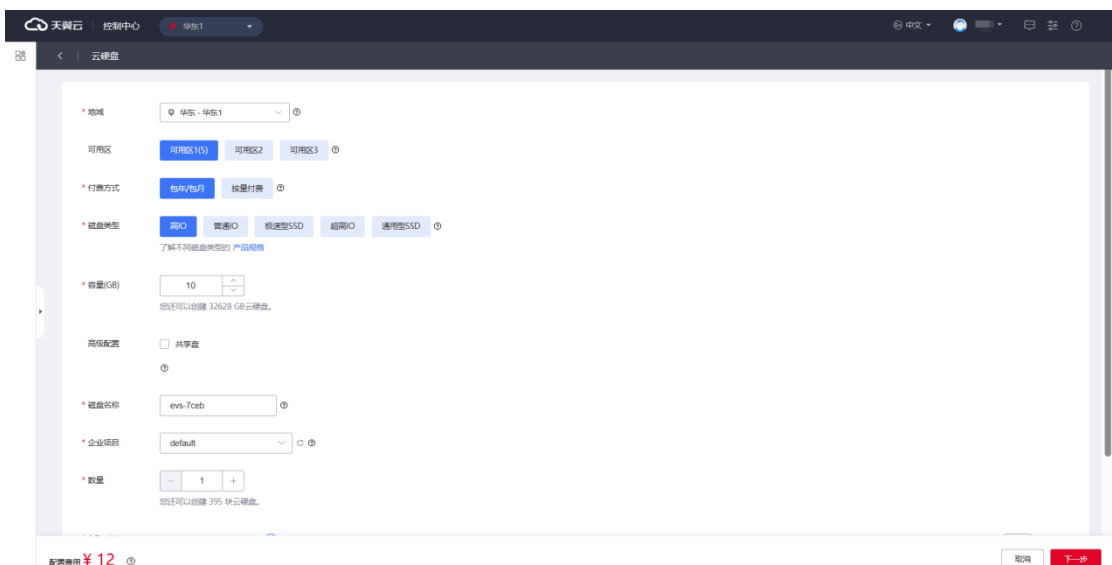 天翼云 控制中心 华东1 中文
云硬盘
* 地域 华东 - 华东1
可用区 可用区1(S) 可用区2 可用区3
* 付费方式 包年/包月 按量付费
* 磁盘类型 高IO 普通IO 极速型SSD 超高IO 通用型SSD
了解不同磁盘类型的 产品规格
* 容量(GB) 10
您还可以创建 32628 GB云硬盘。
高级配置 共享盘
* 磁盘名称 evs-7ceb
* 企业项目 default
* 数量 1
您还可以创建 395 块云硬盘。
配置费用 ¥ 12 取消 下一步